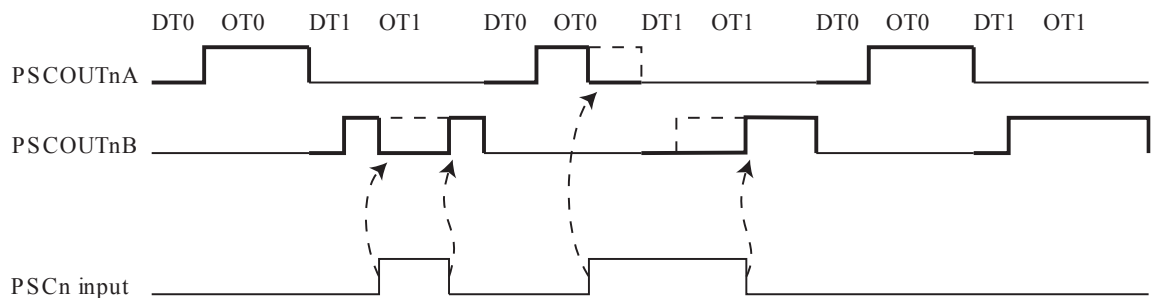 DT0 OT0 DT1 OT1 DT0 OT0 DT1 OT1 DT0 OT0 DT1 OT1
PSCOUTnA
PSCOUTnB
PSCn input